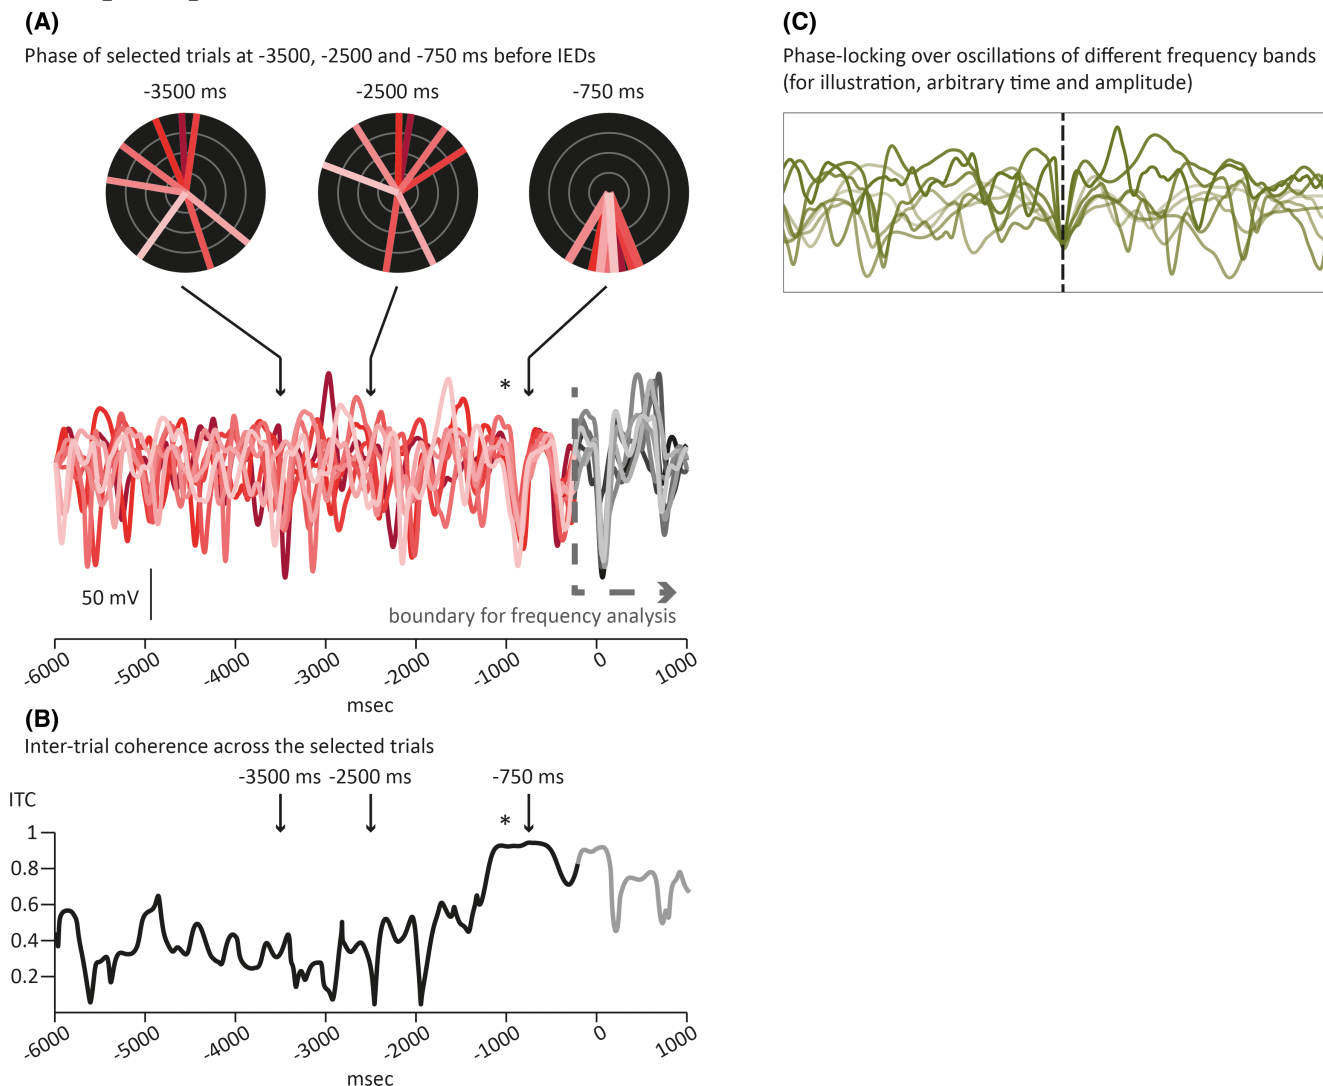 (A)
Phase of selected trials at -3500, -2500 and -750 ms before IEDs
-3500 ms
-2500 ms
-750 ms
*
50 mV
boundary for frequency analysis
-6000
-5000
-4000
-3000
-2000
-1000
0
1000
msec
(B)
Inter-trial coherence across the selected trials
-3500 ms
-2500 ms
-750 ms
ITC
*
1
0.8
0.6
0.4
0.2
-6000
-5000
-4000
-3000
-2000
-1000
0
1000
msec
(C)
Phase-locking over oscillations of different frequency bands
(for illustration, arbitrary time and amplitude)